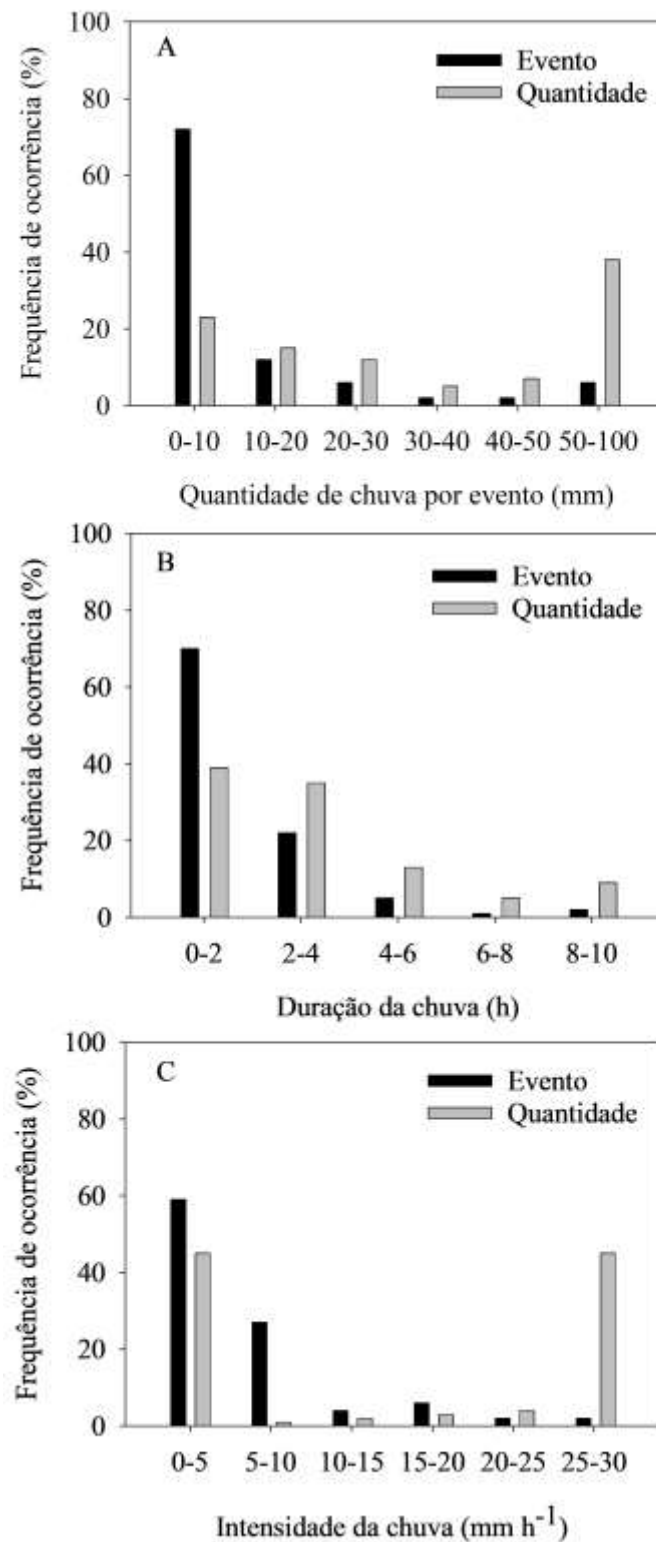 A
Evento
Quantidade
Frequência de ocorrência (%)
100
80
60
40
20
0
0-10 10-20 20-30 30-40 40-50 50-100
Quantidade de chuva por evento (mm)
B
Evento
Quantidade
Frequência de ocorrência (%)
100
80
60
40
20
0
0-2 2-4 4-6 6-8 8-10
Duração da chuva (h)
C
Evento
Quantidade
Frequência de ocorrência (%)
100
80
60
40
20
0
0-5 5-10 10-15 15-20 20-25 25-30
Intensidade da chuva (mm h⁻¹)